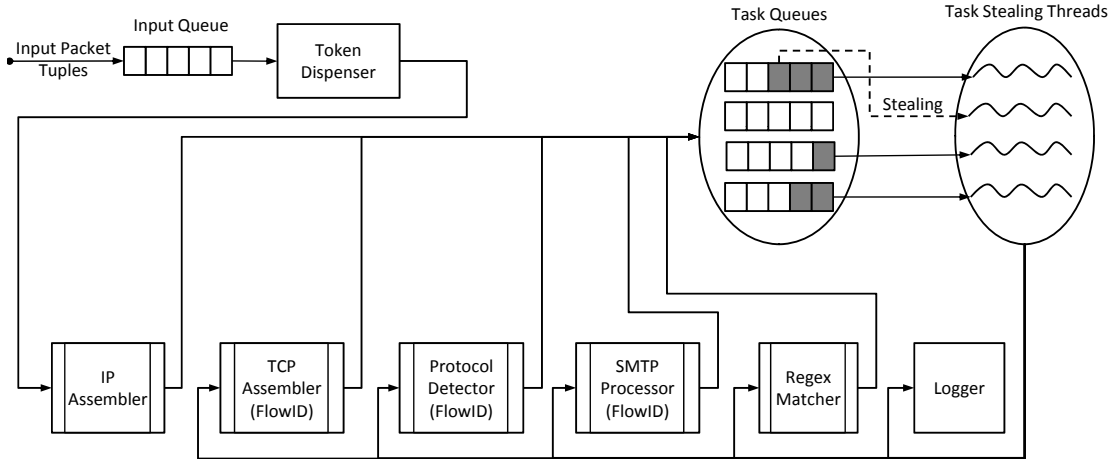 Input Queue
Task Queues
Task Stealing Threads
Input Packet
Tuples
Token
Dispenser
Stealing
IP
Assembler
TCP
Assembler
(FlowID)
Protocol
Detector
(FlowID)
SMTP
Processor
(FlowID)
Regex
Matcher
Logger